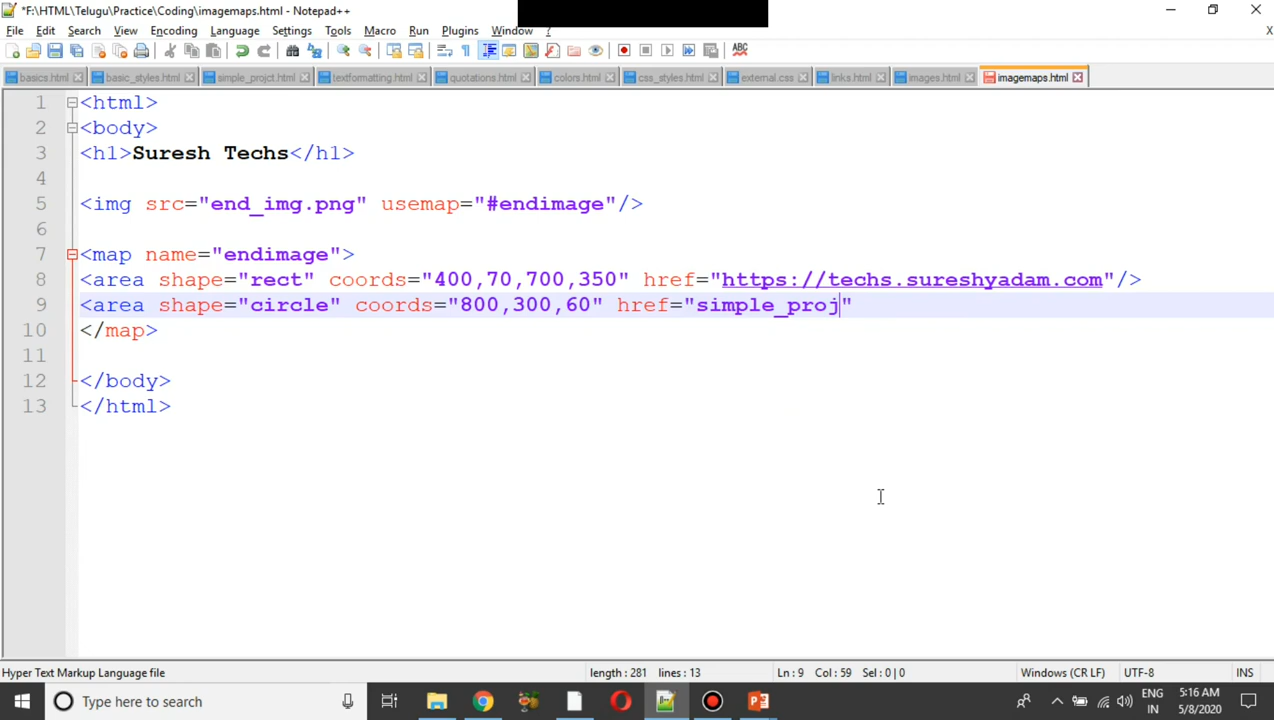 *F:\HTML\Telugu\Practice\Coding\imagemaps.html - Notepad++
File Edit Search View Encoding Language Settings Tools Macro Run Plugins Window ? X
basics.html basic_styles.html simple_projct.html textformatting.html quotations.html colors.html css_styles.html external.css links.html images.html imagemaps.html
1 <html>
2 <body>
3 <h1>Suresh Techs</h1>
4
5 <img src="end_img.png" usemap="#endimage"/>
6
7 <map name="endimage">
8 <area shape="rect" coords="400,70,700,350" href="https://techs.sureshyadam.com"/>
9 <area shape="circle" coords="800,300,60" href="simple_proj"
10 </map>
11
12 </body>
13 </html>
Hyper Text Markup Language file length : 281 lines : 13 Ln : 9 Col : 59 Sel : 0 | 0 Windows (CR LF) UTF-8 INS
Type here to search ENG 5:16 AM
IN 5/8/2020